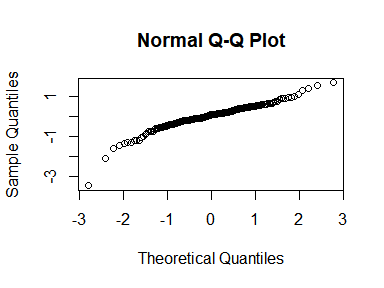 Normal Q-Q Plot
Sample Quantiles
1
-1
-3
-3 -2 -1 0 1 2 3
Theoretical Quantiles